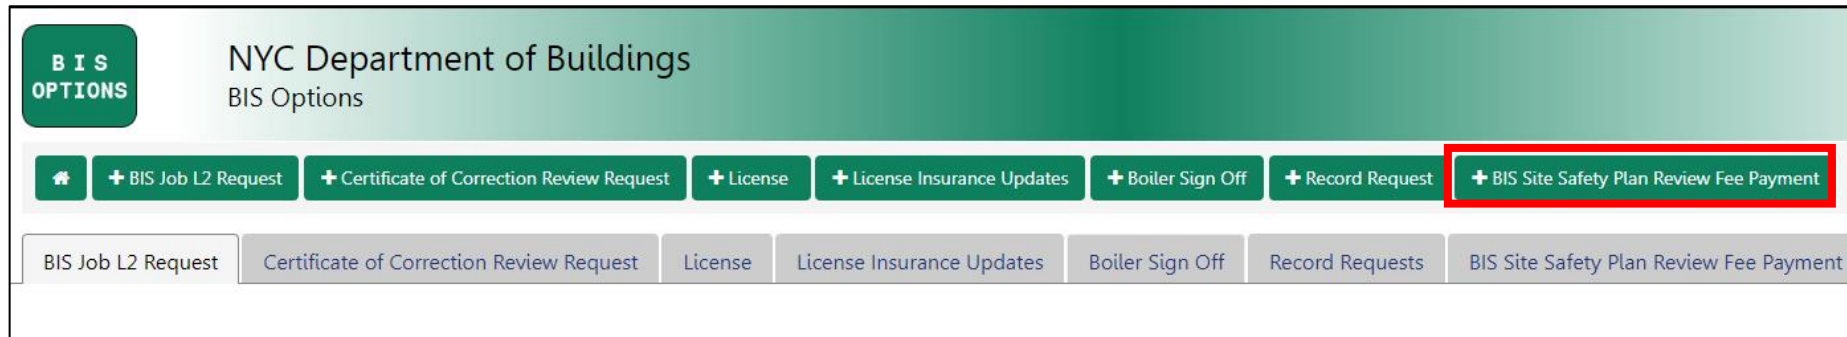 BIS
OPTIONS
NYC Department of Buildings
BIS Options
+ BIS Job L2 Request + Certificate of Correction Review Request + License + License Insurance Updates + Boiler Sign Off + Record Request + BIS Site Safety Plan Review Fee Payment
BIS Job L2 Request Certificate of Correction Review Request License License Insurance Updates Boiler Sign Off Record Requests BIS Site Safety Plan Review Fee Payment